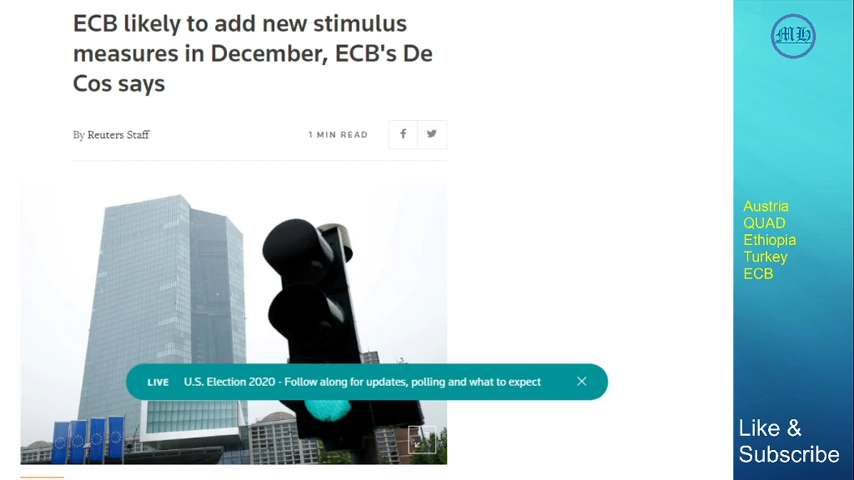 ECB likely to add new stimulus
measures in December, ECB's De
Cos says
By Reuters Staff
1 MIN READ
LIVE U.S. Election 2020 - Follow along for updates, polling and what to expect
MH
Austria
QUAD
Ethiopia
Turkey
ECB
Like &
Subscribe